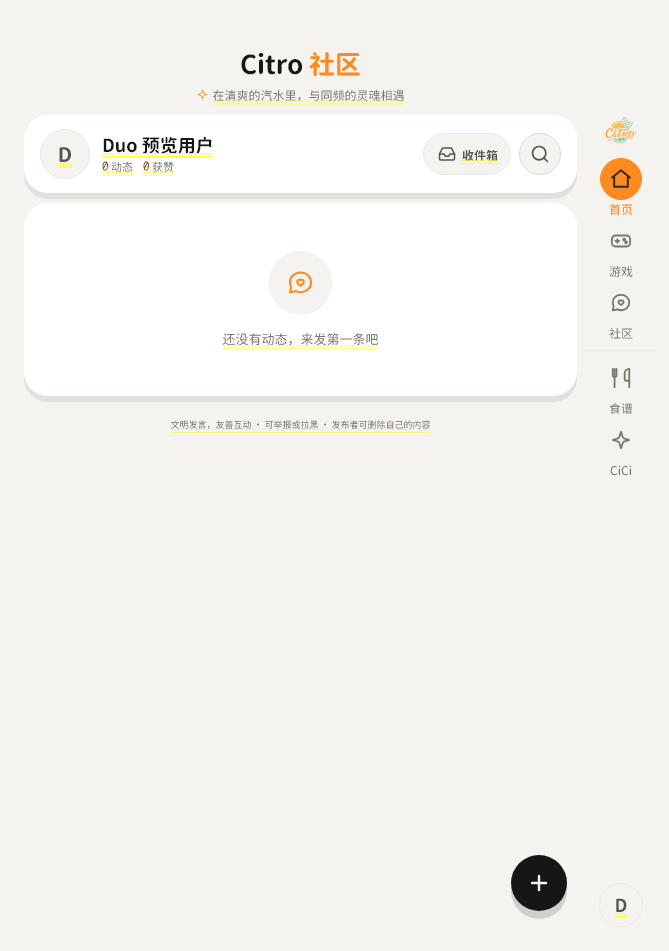 Citro 社区
在清爽的汽水里，与同频的灵魂相遇
D
Duo 预览用户
0 动态 0 获赞
收件箱
还没有动态，来发第一条吧
文明发言，友善互动 · 可举报或拉黑 · 发布者可删除自己的内容
Citro
首页
游戏
社区
食谱
CiCi
D